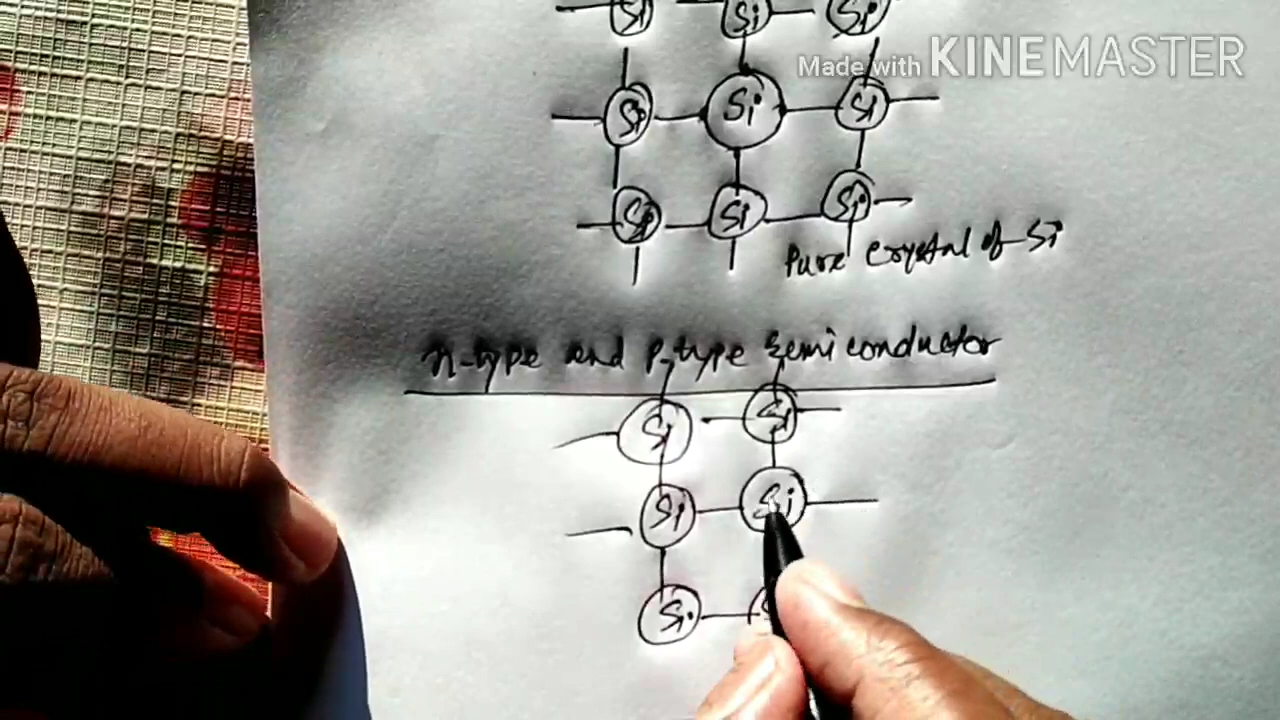 Si Si Si
Made with KINEMASTER
Si Si Si
Si Si Si
Pure crystal of Si
n-type and P-type Semiconductor
Si Si
Si Si
Si S